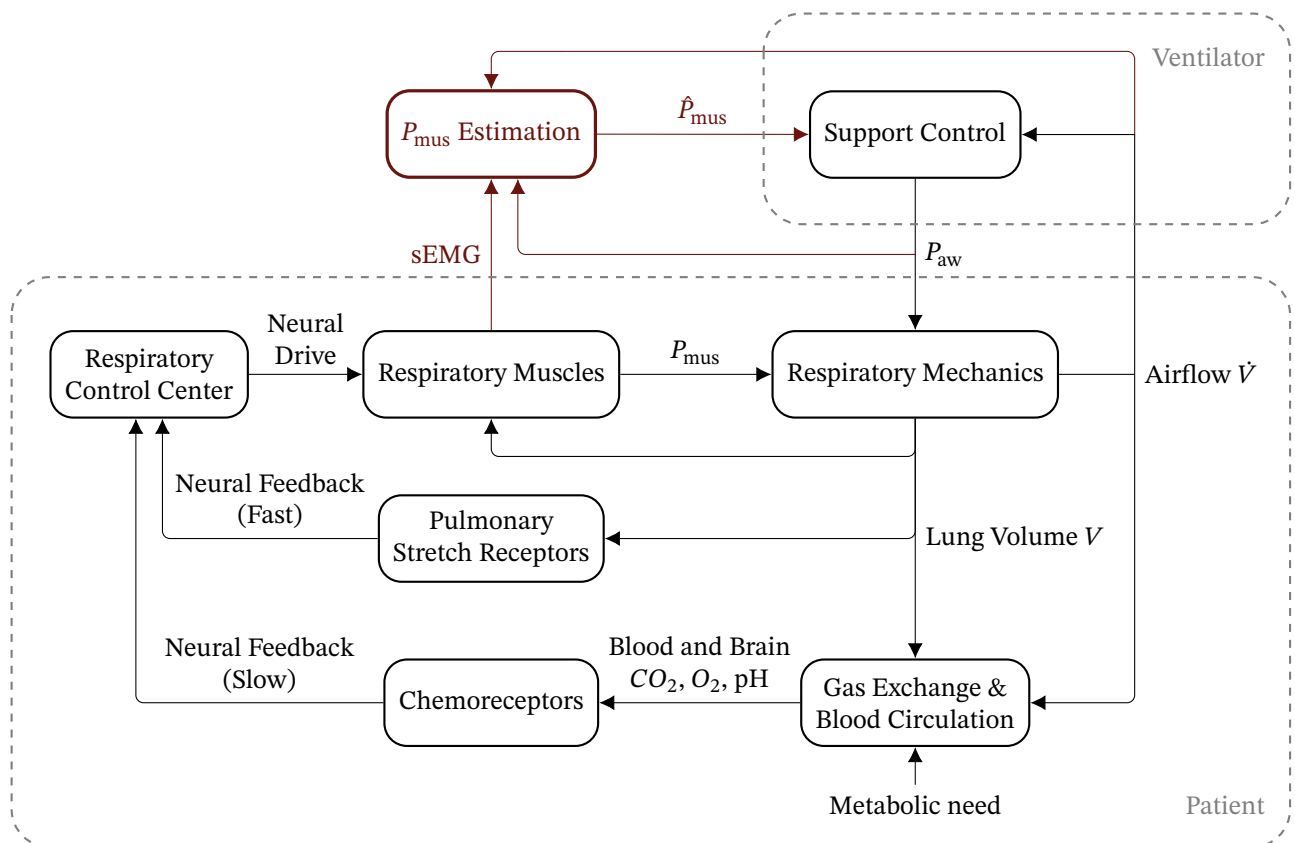 Ventilator
P̂mus
Pmus Estimation
Support Control
sEMG
Paw
Neural
Drive
Respiratory
Control Center
Respiratory Muscles
Pmus
Respiratory Mechanics
Airflow V̇
Neural Feedback
(Fast)
Pulmonary
Stretch Receptors
Lung Volume V
Neural Feedback
(Slow)
Chemoreceptors
Blood and Brain
CO₂, O₂, pH
Gas Exchange &
Blood Circulation
Metabolic need
Patient